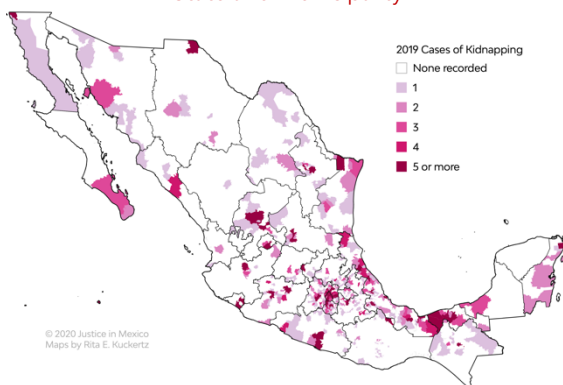 2019 Cases of Kidnapping
None recorded
1
2
3
4
5 or more
© 2020 Justice in Mexico
Maps by Rita E. Kuckertz